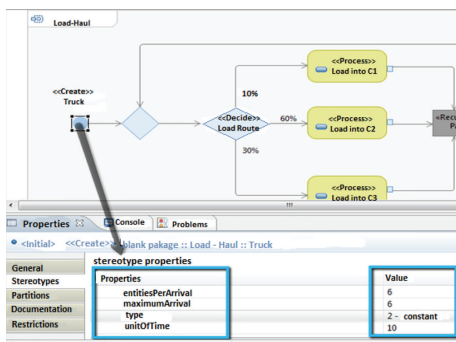 Load-Haul
<<Create>>
Truck
10%
<<Process>>
Load into C1
<<Decide>>
Load Route
60%
<<Process>>
Load into C2
«Recu
Pa
30%
<<Process>>
Load into C3
Properties
Console
Problems
<Initial> <<Create>> blank pakage :: Load - Haul :: Truck
General
Stereotypes
Partitions
Documentation
Restrictions
stereotype properties
Properties Value
entitiesPerArrival 6
maximumArrival 6
type 2 - constant
unitOfTime 10